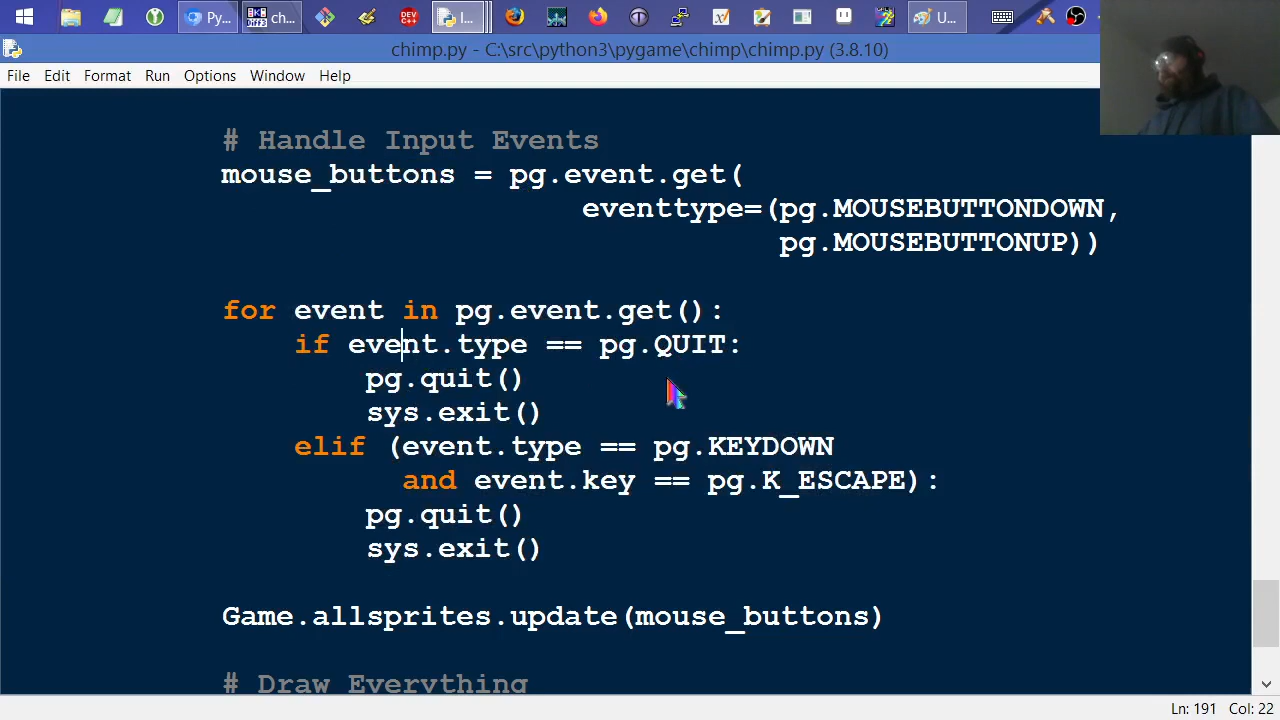 Py...
ch...
DEV
C++
I...
U...
chimp.py - C:\src\python3\pygame\chimp\chimp.py (3.8.10)
File Edit Format Run Options Window Help
# Handle Input Events
mouse_buttons = pg.event.get(
eventtype=(pg.MOUSEBUTTONDOWN,
pg.MOUSEBUTTONUP))
for event in pg.event.get():
if event.type == pg.QUIT:
pg.quit()
sys.exit()
elif (event.type == pg.KEYDOWN
and event.key == pg.K_ESCAPE):
pg.quit()
sys.exit()
Game.allsprites.update(mouse_buttons)
# Draw Everything
Ln: 191 Col: 22